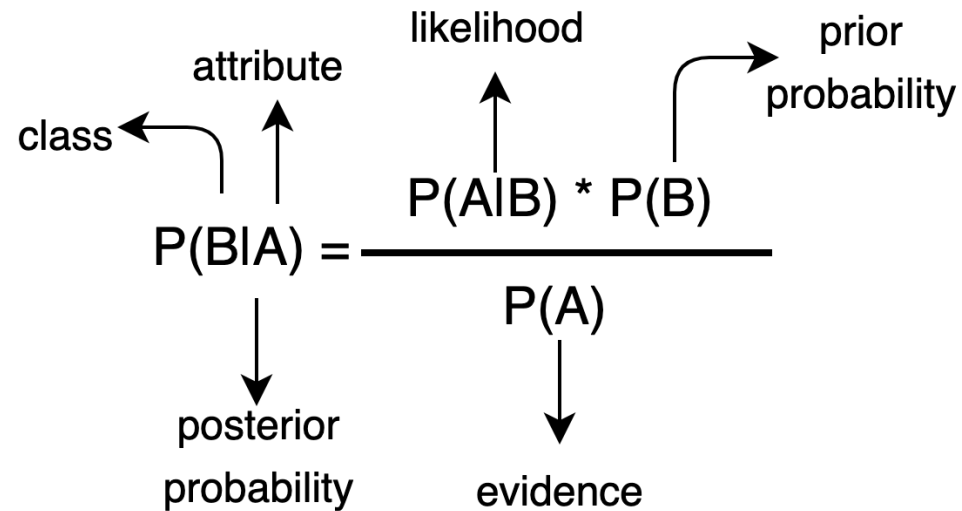 likelihood
prior
probability
attribute
class
P(A|B) * P(B)
P(B|A) =
P(A)
posterior
probability
evidence